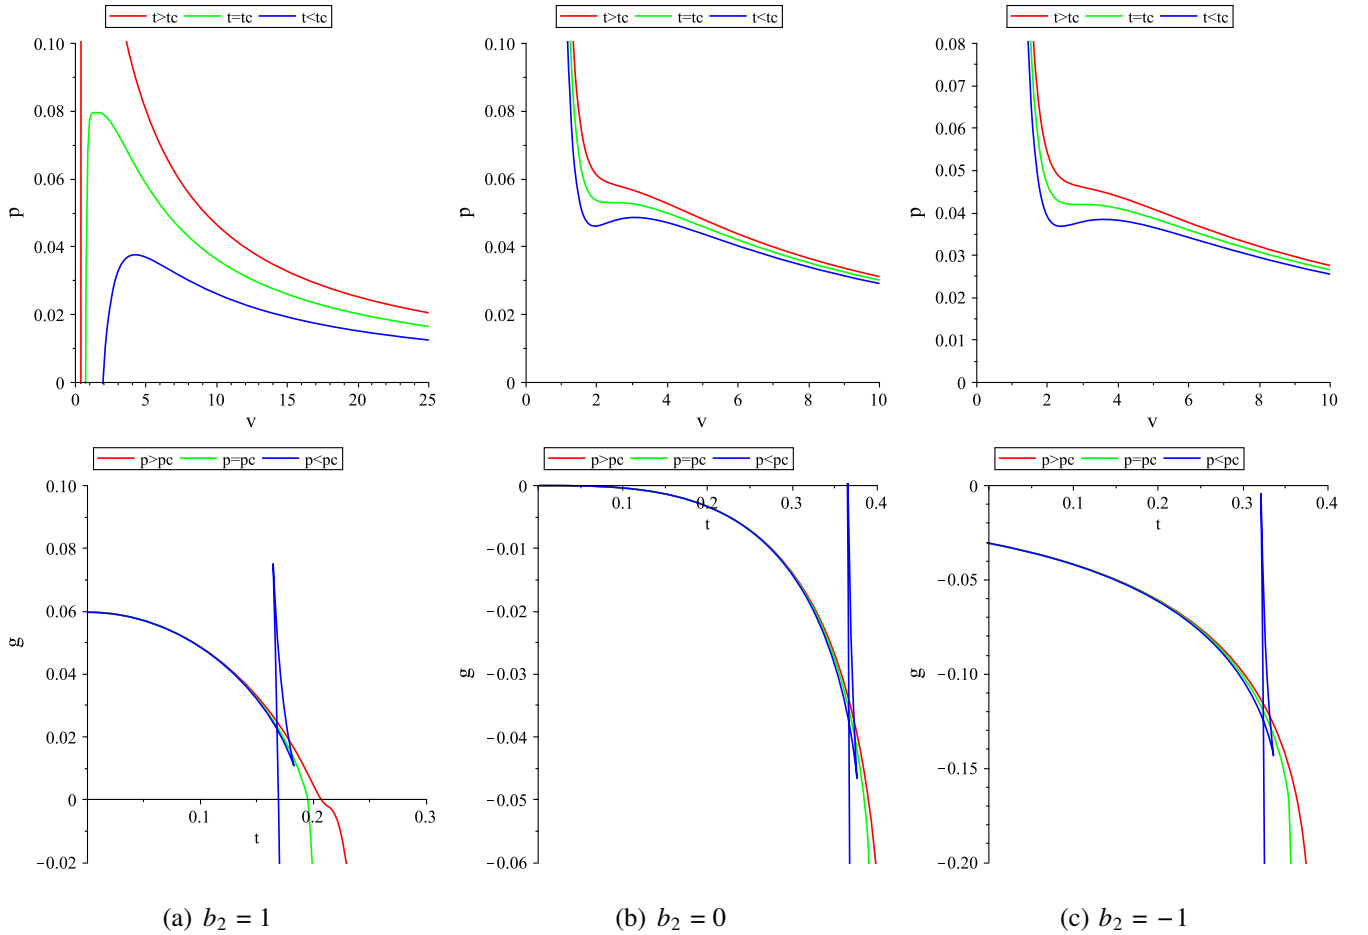 t>tc t=tc t<tc
0.10
0.08
0.06
0.04
0.02
0
p
0 5 10 15 20 25
v
t>tc t=tc t<tc
0.10
0.08
0.06
0.04
0.02
0
p
0 2 4 6 8 10
v
t>tc t=tc t<tc
0.08
0.07
0.06
0.05
0.04
0.03
0.02
0.01
0
p
0 2 4 6 8 10
v
p>pc p=pc p<pc
0.10
0.08
0.06
0.04
0.02
0
−0.02
g
0.1 0.2 0.3
t
p>pc p=pc p<pc
0
−0.01
−0.02
−0.03
−0.04
−0.05
−0.06
g
0.1 0.2 0.3 0.4
t
p>pc p=pc p<pc
0
−0.05
−0.10
−0.15
−0.20
g
0.1 0.2 0.3 0.4
t
(a) b₂ = 1
(b) b₂ = 0
(c) b₂ = −1